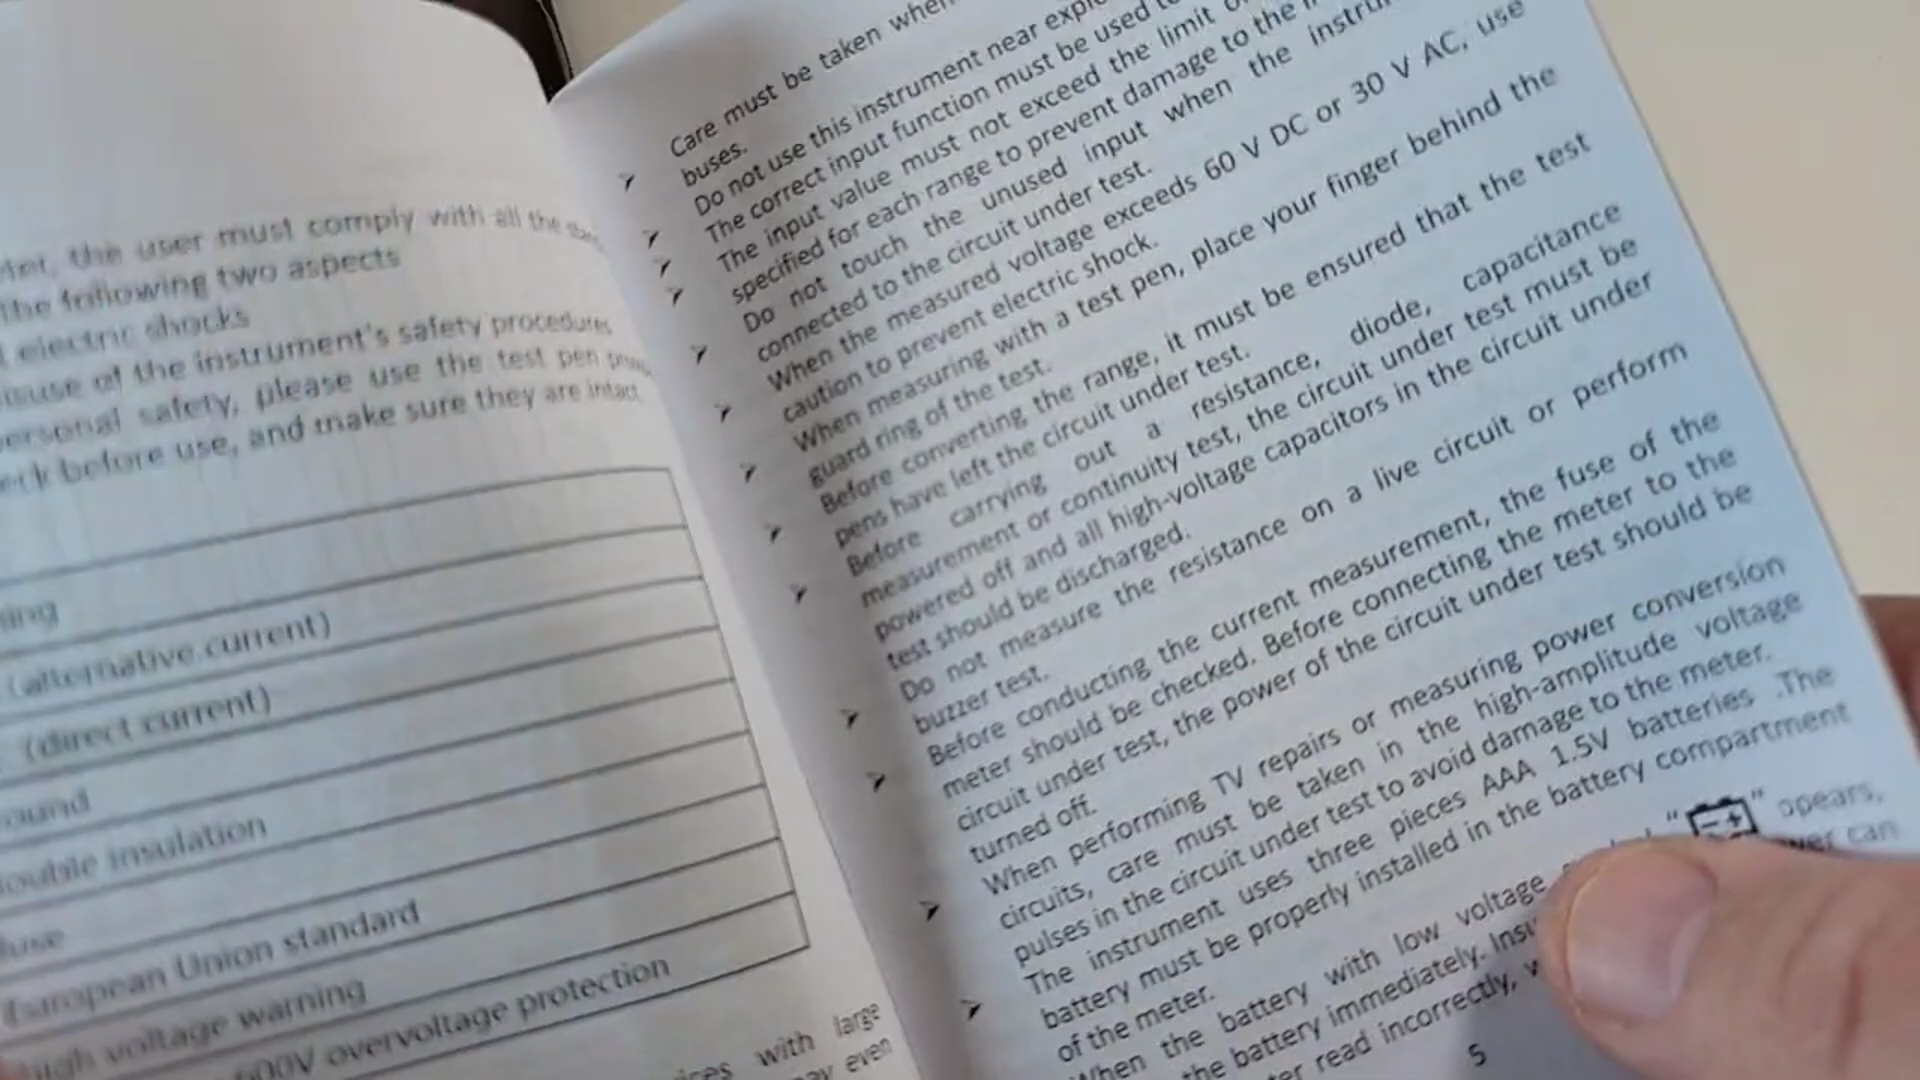 the user must comply with all the
the following two aspects
electric shocks
of the instrument's safety procedures
personal safety, please use the test pen
before use, and make sure they are intact
(alternative current)
(direct current)
double insulation
fuse
European Union standard
high voltage warning
600V overvoltage protection
with large
may even
Care must be taken when
buses.
Do not use this instrument near
The correct input function must be used
The input value must not exceed the limit
specified for each range to prevent damage to the
Do not touch the unused input when the
connected to the circuit under test.
When the measured voltage exceeds 60 V DC or 30 V AC, use
caution to prevent electric shock.
When measuring with a test pen, place your finger behind the
guard ring of the test.
Before converting the range, it must be ensured that the test
pens have left the circuit under test.
Before carrying out a resistance, diode, capacitance
measurement or continuity test, the circuit under test must be
powered off and all high-voltage capacitors in the circuit under
test should be discharged.
Do not measure the resistance on a live circuit or perform
buzzer test.
Before conducting the current measurement, the fuse of the
meter should be checked. Before connecting the meter to the
circuit under test, the power of the circuit under test should be
turned off.
When performing TV repairs or measuring power conversion
circuits, care must be taken in the high-amplitude voltage
pulses in the circuit under test to avoid damage to the meter.
The instrument uses three pieces AAA 1.5V batteries .The
battery must be properly installed in the battery compartment
of the meter.
When the battery with low voltage " " opears,
the battery immediately. can
read incorrectly,
5